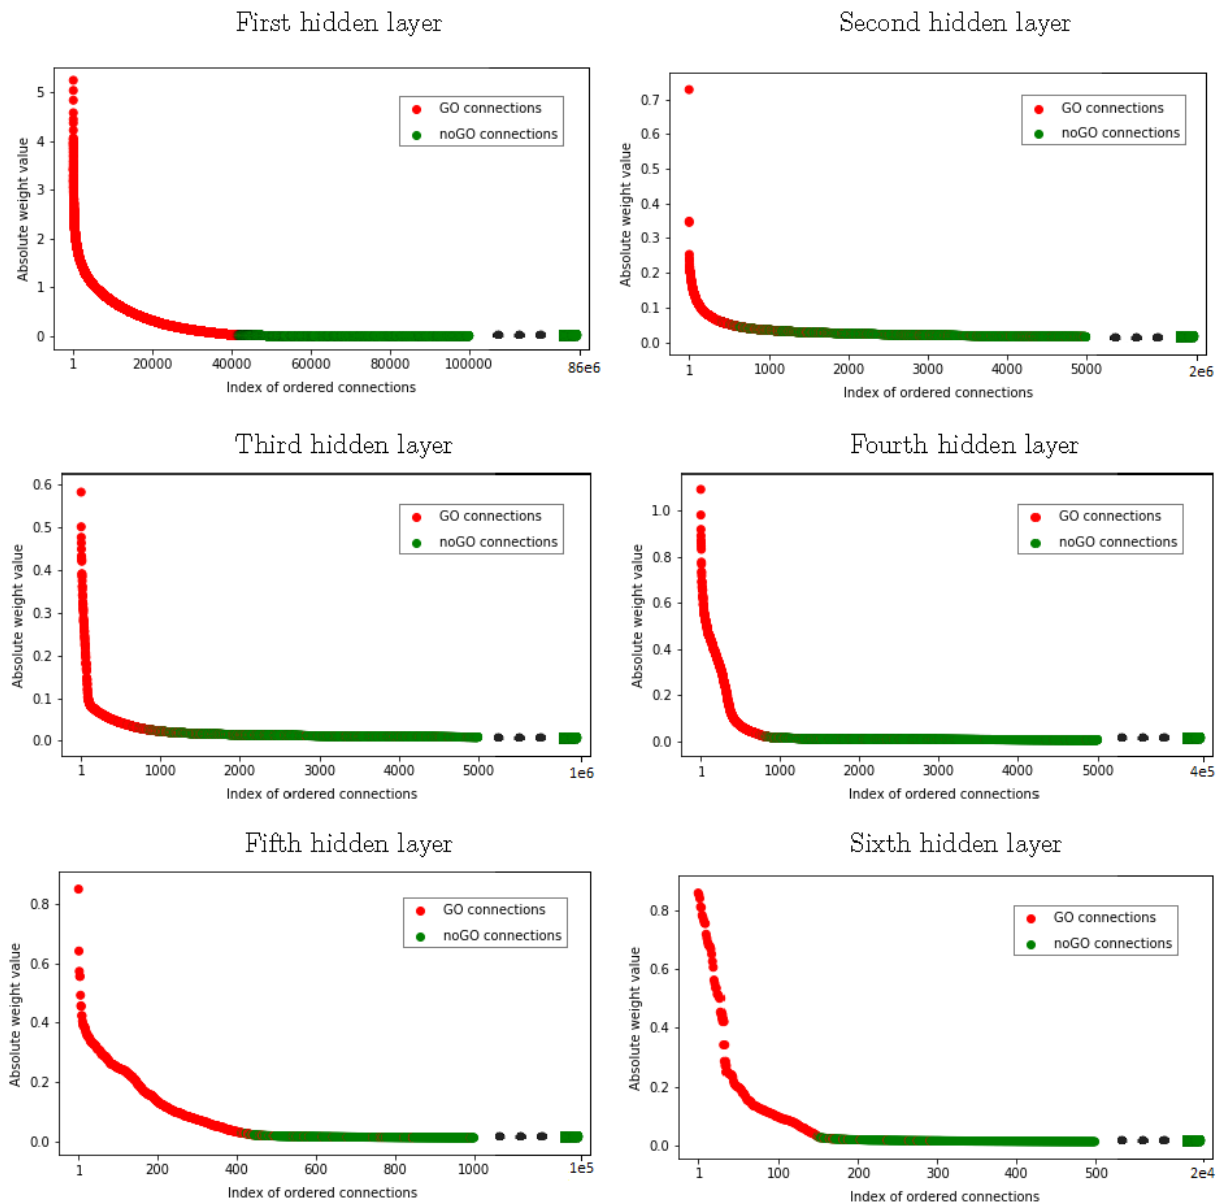 First hidden layer
Absolute weight value
5
4
3
2
1
0
GO connections
noGO connections
1 20000 40000 60000 80000 100000 86e6
Index of ordered connections
Second hidden layer
Absolute weight value
0.7
0.6
0.5
0.4
0.3
0.2
0.1
0.0
GO connections
noGO connections
1 1000 2000 3000 4000 5000 2e6
Index of ordered connections
Third hidden layer
Absolute weight value
0.6
0.5
0.4
0.3
0.2
0.1
0.0
GO connections
noGO connections
1 1000 2000 3000 4000 5000 1e6
Index of ordered connections
Fourth hidden layer
Absolute weight value
1.0
0.8
0.6
0.4
0.2
0.0
GO connections
noGO connections
1 1000 2000 3000 4000 5000 4e5
Index of ordered connections
Fifth hidden layer
Absolute weight value
0.8
0.6
0.4
0.2
0.0
GO connections
noGO connections
1 200 400 600 800 1000 1e5
Index of ordered connections
Sixth hidden layer
Absolute weight value
0.8
0.6
0.4
0.2
0.0
GO connections
noGO connections
1 100 200 300 400 500 2e4
Index of ordered connections